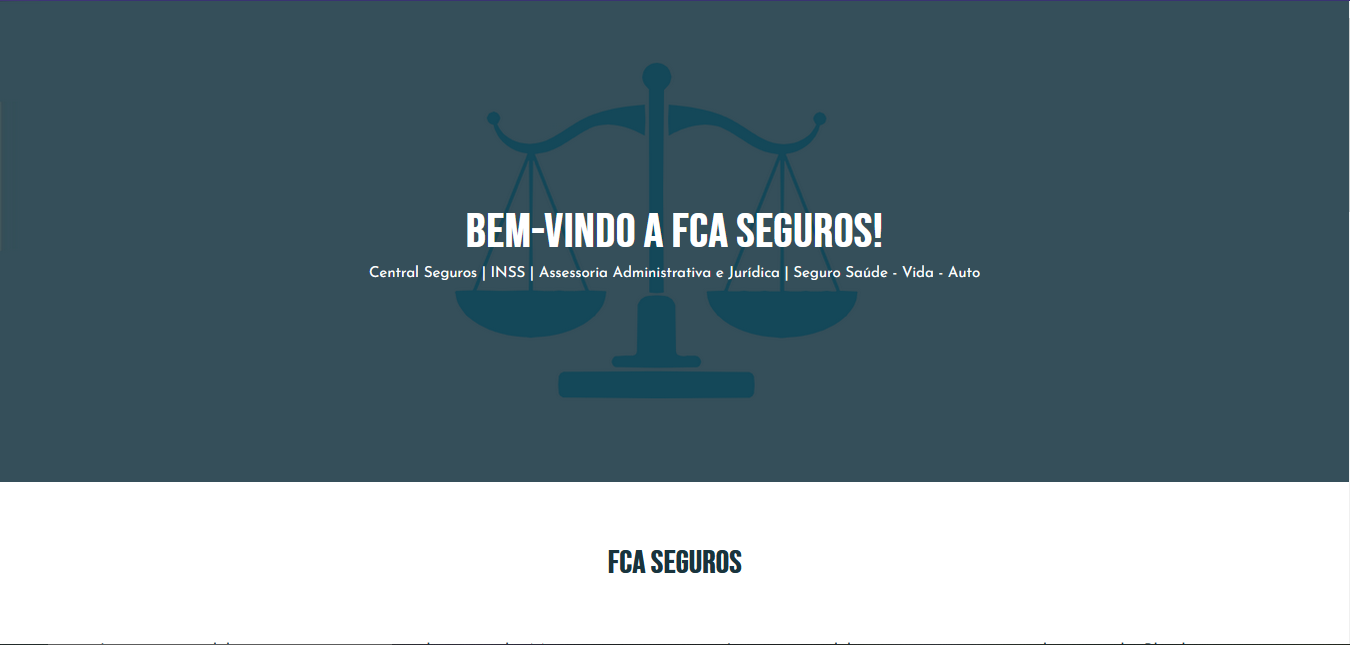 BEM-VINDO A FCA SEGUROS!
Central Seguros | INSS | Assessoria Administrativa e Jurídica | Seguro Saúde - Vida - Auto
FCA SEGUROS